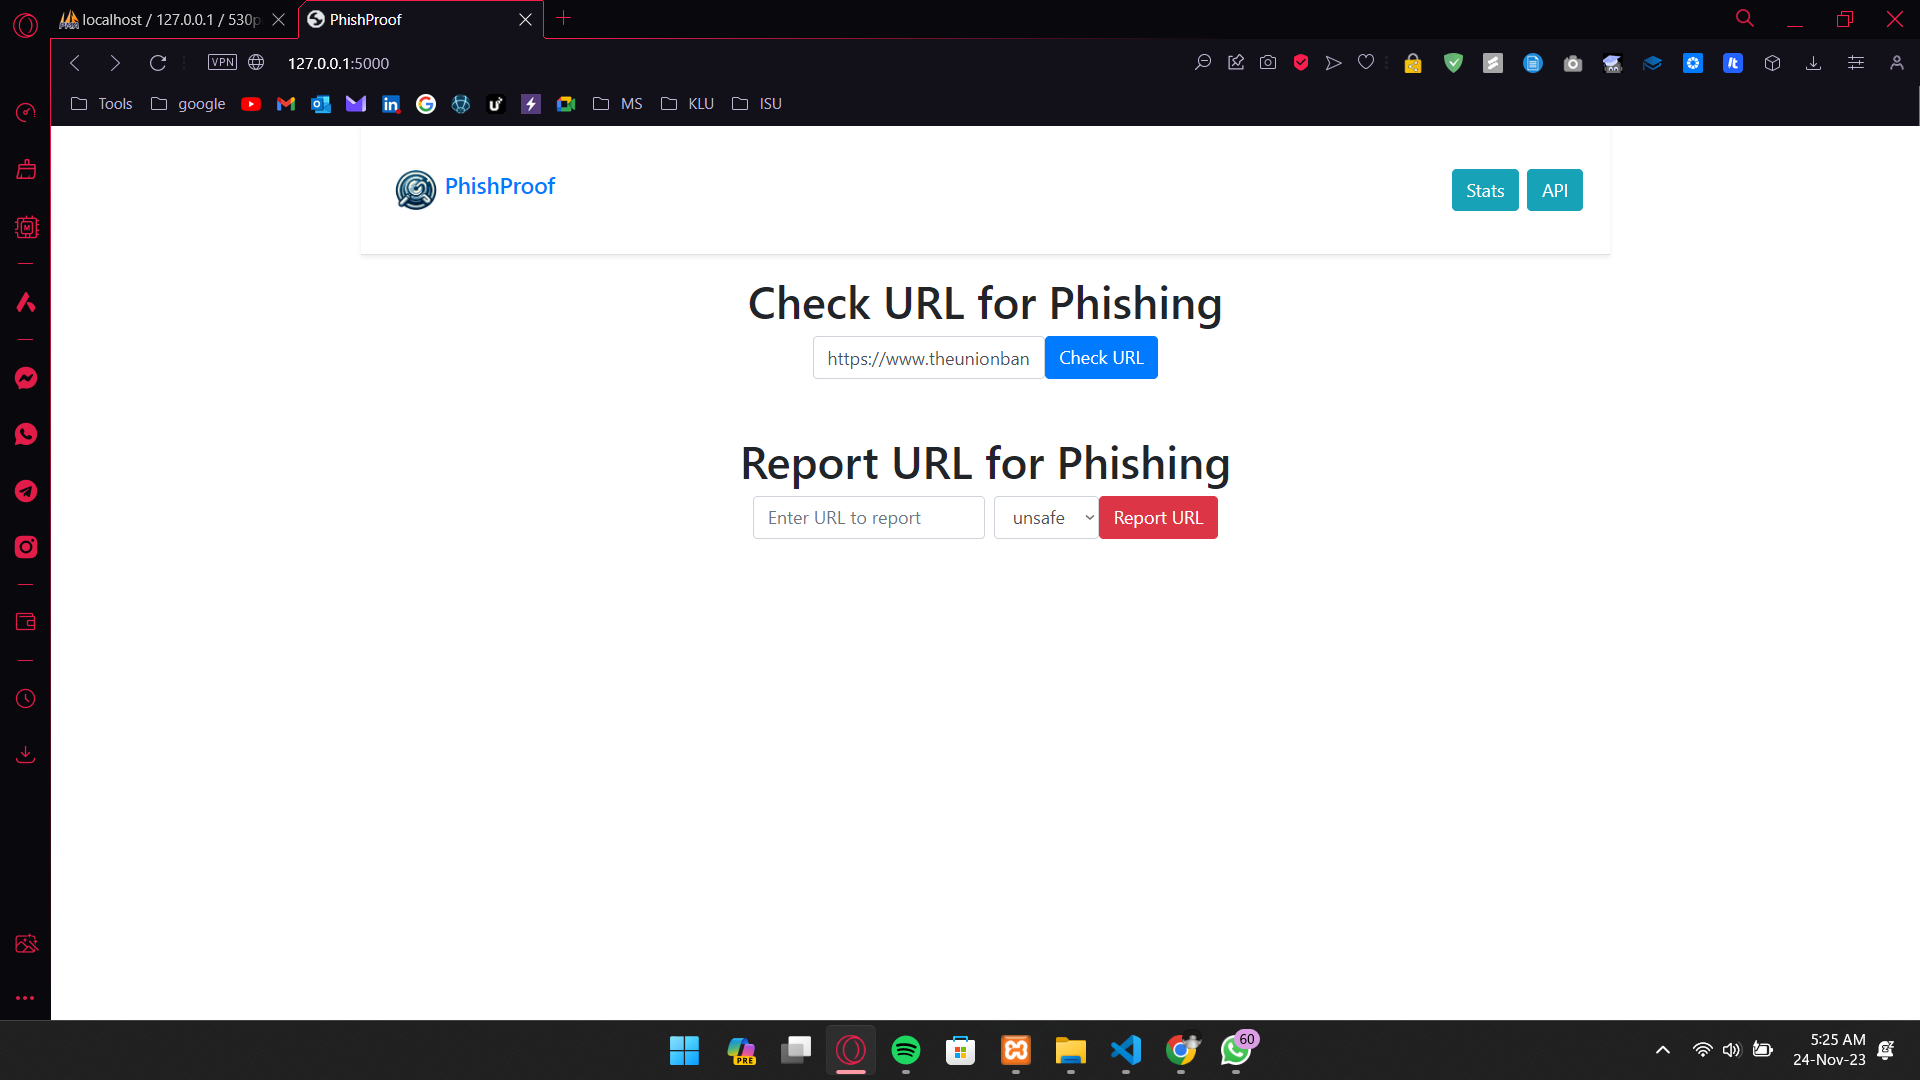 localhost / 127.0.0.1 / 530p
PhishProof
VPN
127.0.0.1:5000
Tools
google
MS
KLU
ISU
PhishProof
Stats
API
Check URL for Phishing
https://www.theunionban
Check URL
Report URL for Phishing
Enter URL to report
unsafe
Report URL
PRE
60
5:25 AM
24-Nov-23